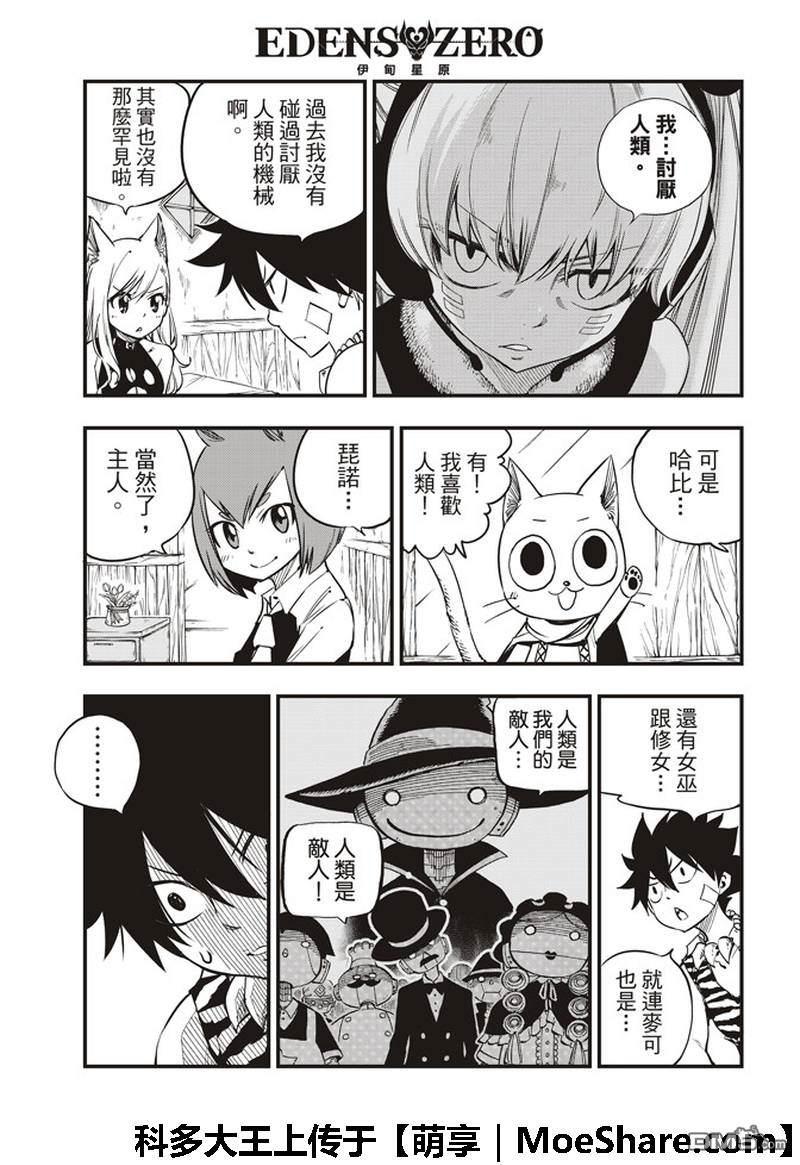 EDENS ZERO
伊甸星原
我…討厭
人類。
過去我沒有
碰過討厭
人類的機械
啊。
其實也沒有
那麼罕見啦。
可是
哈比…
有！
我喜歡
人類！
琵諾…
當然了，
主人。
還有女巫
跟修女…
就連麥可
也是…
人類是
我們的
敵人…
人類是
敵人！
………
科多大王上传于【萌享 | MoeShare.com】